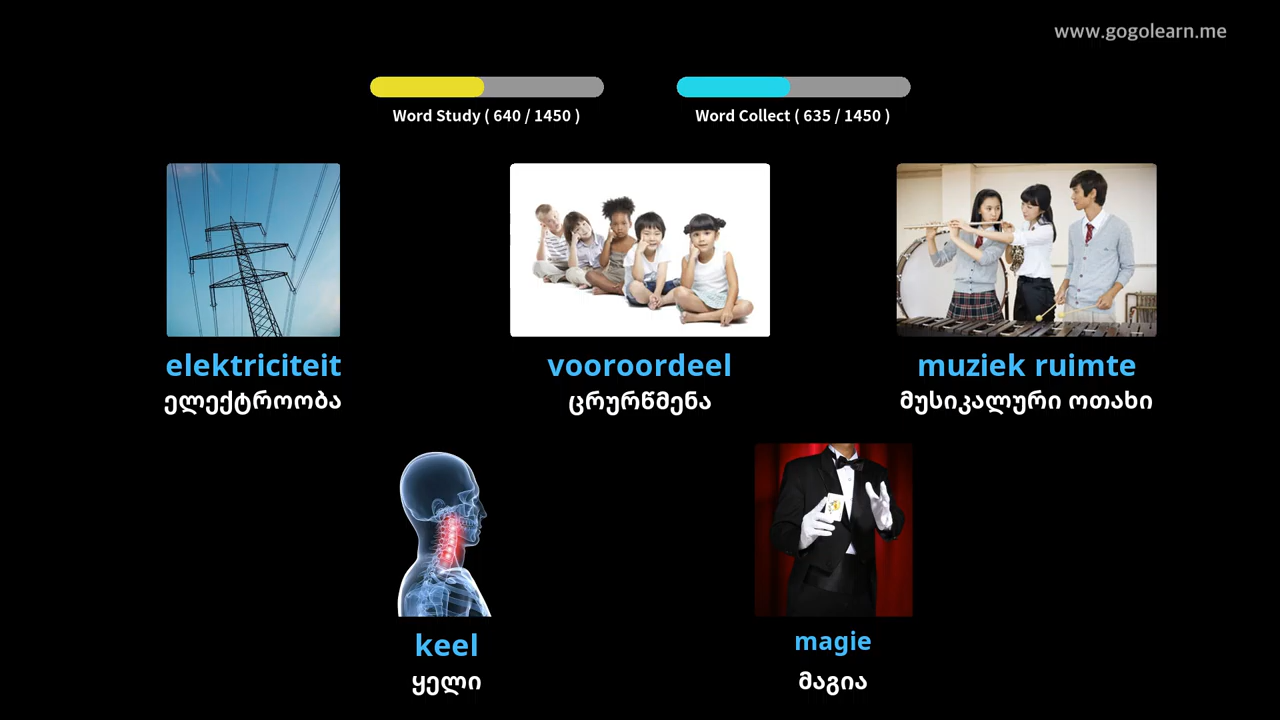 www.gogolearn.me
Word Study ( 640 / 1450 )
Word Collect ( 635 / 1450 )
elektriciteit
ელექტროობა
vooroordeel
ცრურწმენა
muziek ruimte
მუსიკალური ოთახი
keel
ყელი
magie
მაგია